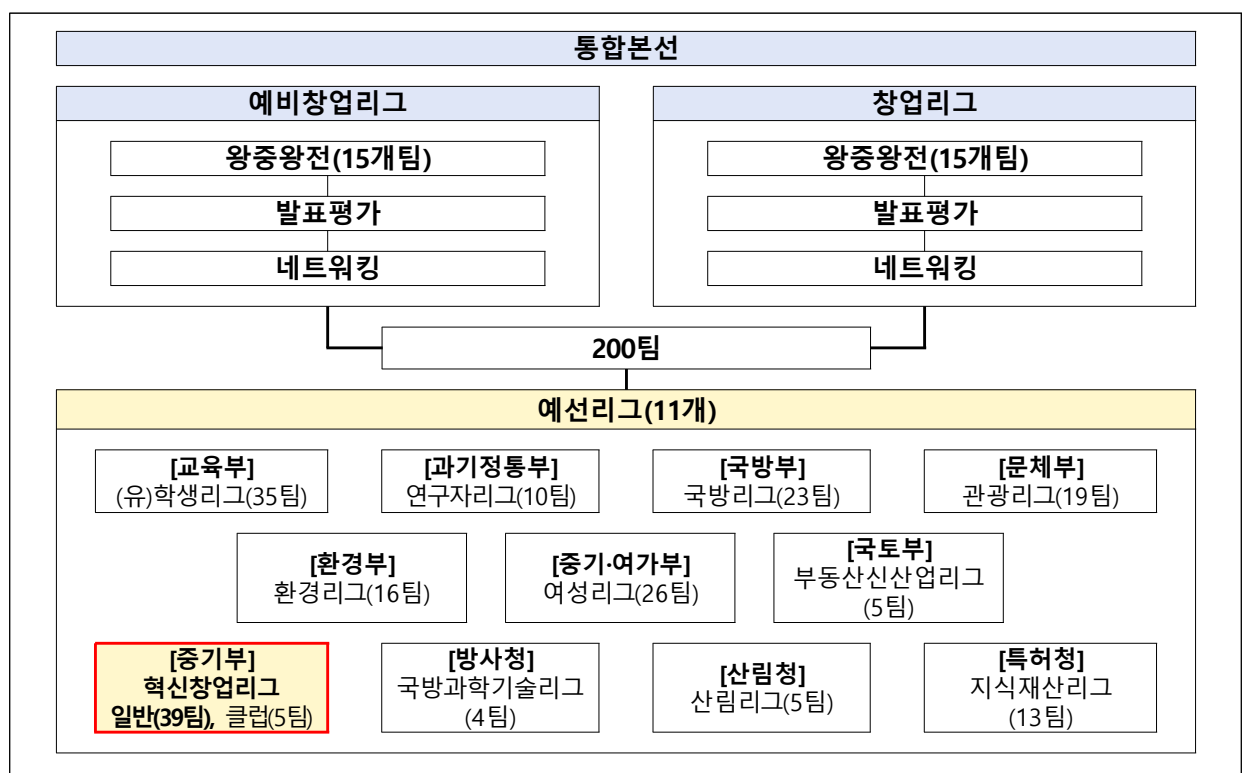 통합본선
예비창업리그
창업리그
왕중왕전(15개팀)
왕중왕전(15개팀)
발표평가
발표평가
네트워킹
네트워킹
200팀
예선리그(11개)
[교육부]
(유)학생리그(35팀)
[과기정통부]
연구자리그(10팀)
[국방부]
국방리그(23팀)
[문체부]
관광리그(19팀)
[환경부]
환경리그(16팀)
[중기·여가부]
여성리그(26팀)
[국토부]
부동산신산업리그
(5팀)
[중기부]
혁신창업리그
일반(39팀), 클럽(5팀)
[방사청]
국방과학기술리그
(4팀)
[산림청]
산림리그(5팀)
[특허청]
지식재산리그
(13팀)